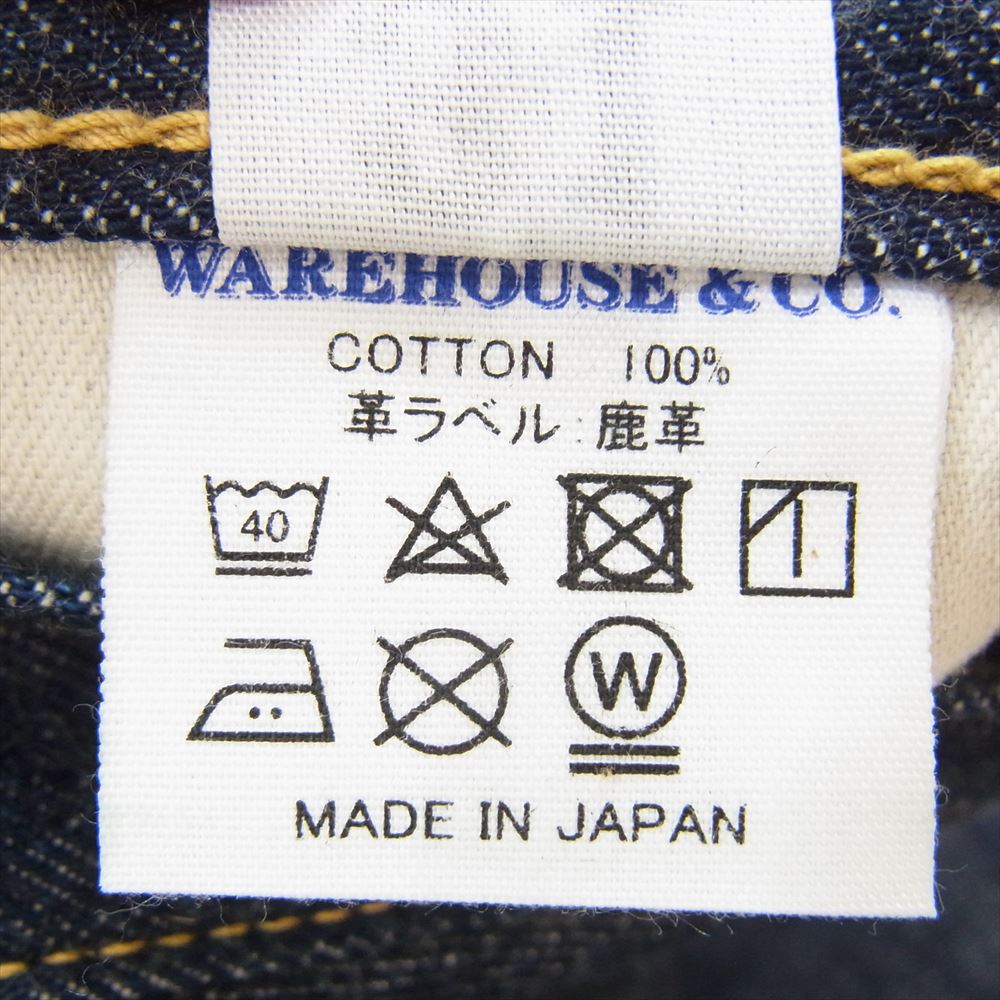 WAREHOUSE & CO.
COTTON 100%
革ラベル:鹿革
40
W
MADE IN JAPAN